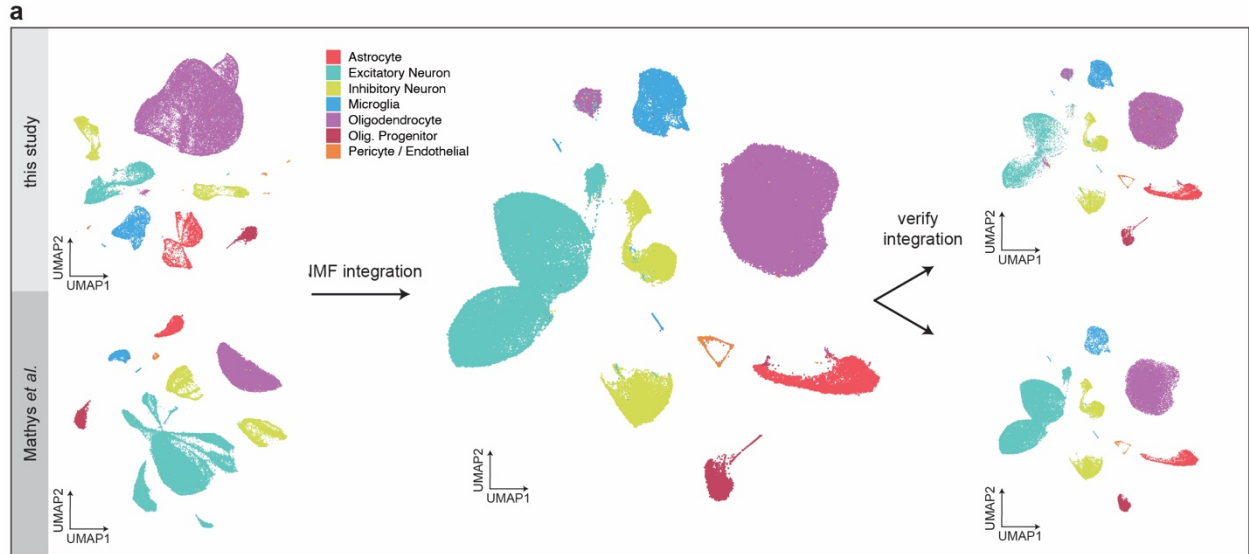 a
this study
Mathys et al.
UMAP2
UMAP1
UMAP2
UMAP1
Astrocyte
Excitatory Neuron
Inhibitory Neuron
Microglia
Oligodendrocyte
Olig. Progenitor
Pericyte / Endothelial
IMF integration
UMAP2
UMAP1
verify
integration
UMAP2
UMAP1
UMAP2
UMAP1